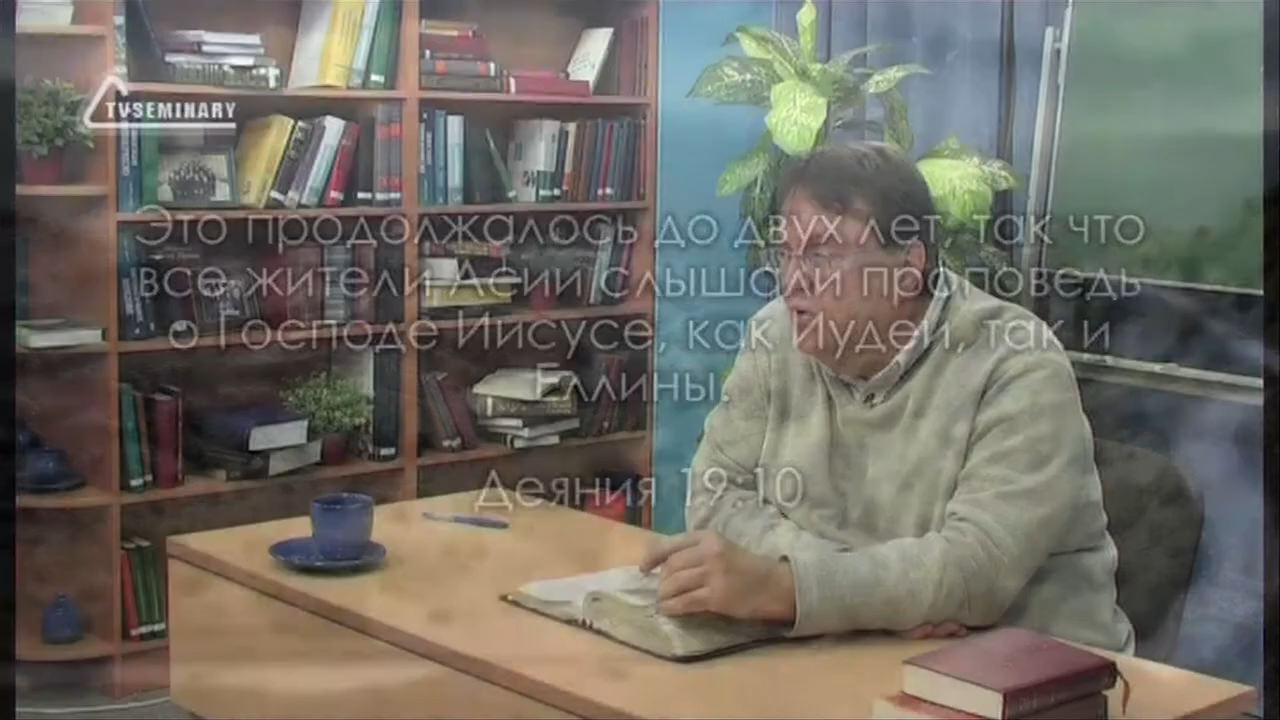 TVSEMINARY
Это продолжалось до двух лет, так что
все жители Асии слышали проповедь
о Господе Иисусе, как Иудеи, так и
Еллины.
Деяния 19:10